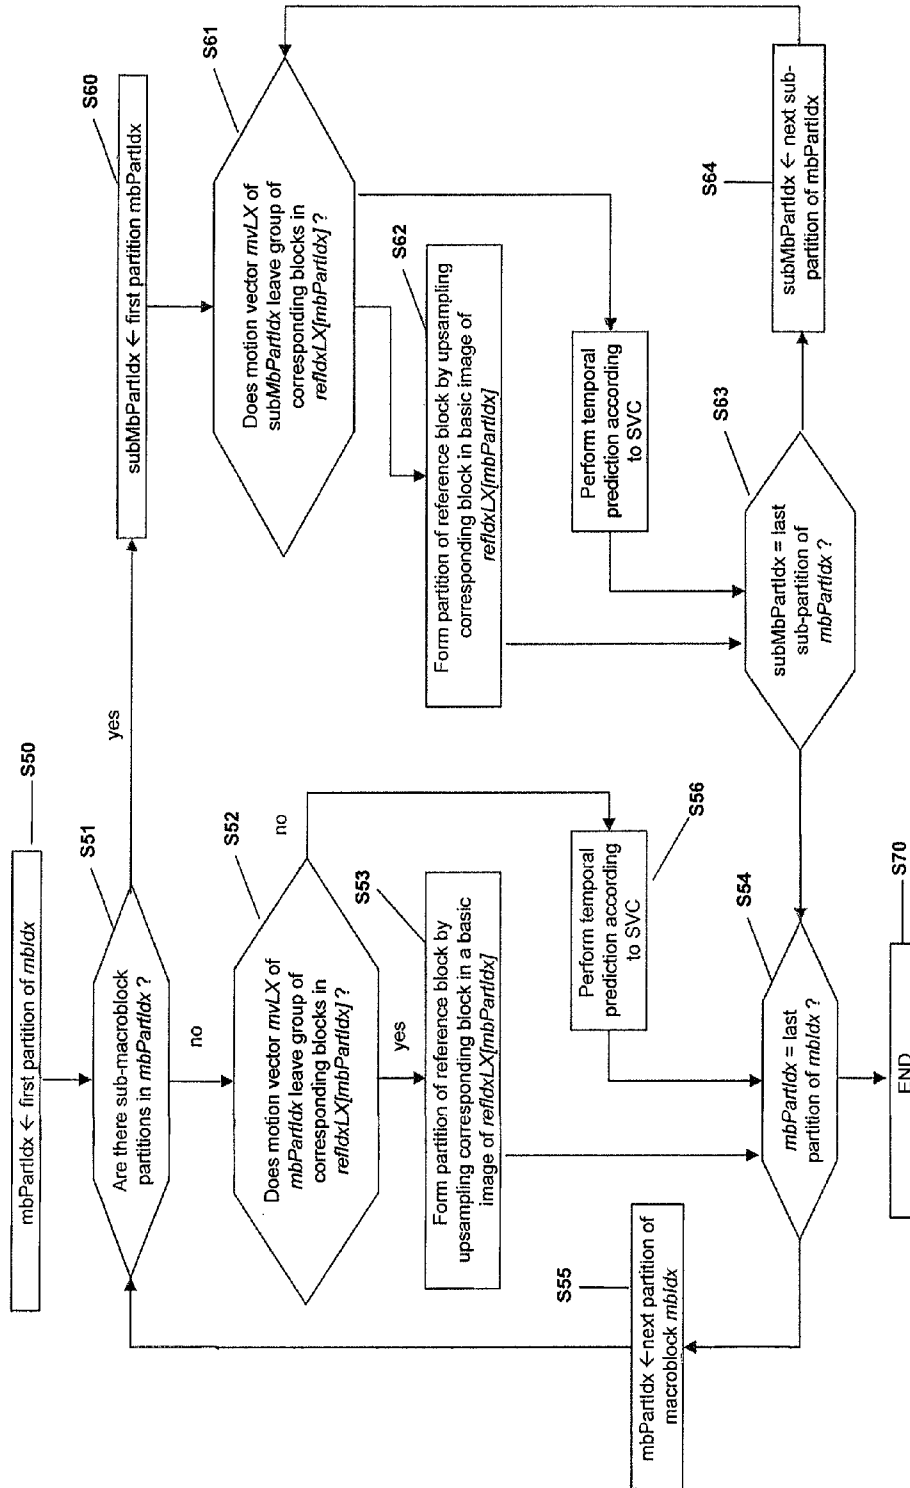 mbPartIdx ← first partition of mbIdx
S50
Are there sub-macroblock
partitions in mbPartIdx ?
S51
yes
no
Does motion vector mvLX of
mbPartIdx leave group of
corresponding blocks in
refIdxLX[mbPartIdx] ?
S52
no
yes
Form partition of reference block by
upsampling corresponding block in a basic
image of refIdxLX[mbPartIdx]
S53
Perform temporal
prediction according
to SVC
S56
mbPartIdx ←next partition of
macroblock mbIdx
S55
mbPartIdx = last
partition of mbIdx ?
S54
END
S70
subMbPartIdx ← first partition mbPartIdx
S60
Does motion vector mvLX of
subMbPartIdx leave group of
corresponding blocks in
refIdxLX[mbPartIdx] ?
S61
Form partition of reference block by upsampling
corresponding block in basic image of
refIdxLX[mbPartIdx]
S62
Perform temporal
prediction according
to SVC
subMbPartIdx = last
sub-partition of
mbPartIdx ?
S63
subMbPartIdx ← next sub-
partition of mbPartIdx
S64